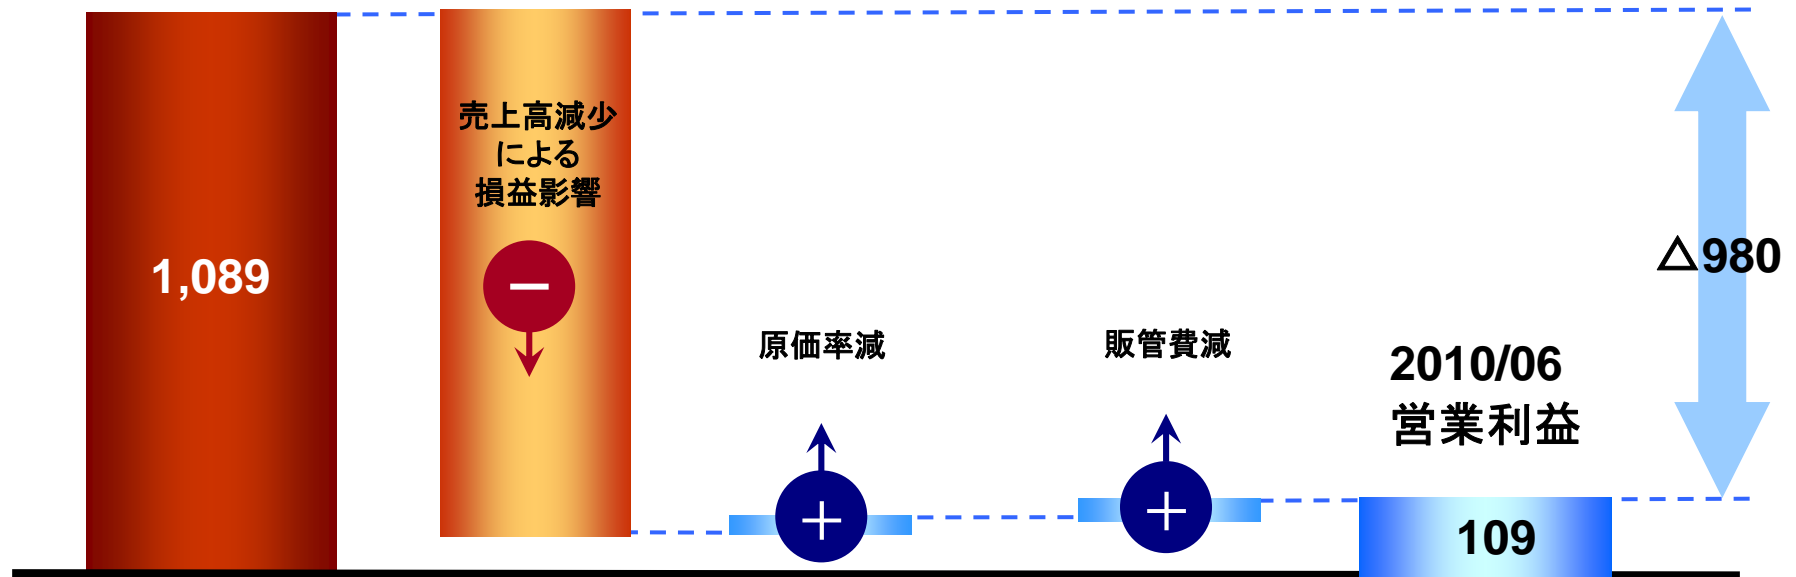 売上高減少
による
損益影響
1,089
△980
原価率減
販管費減
2010/06
営業利益
109